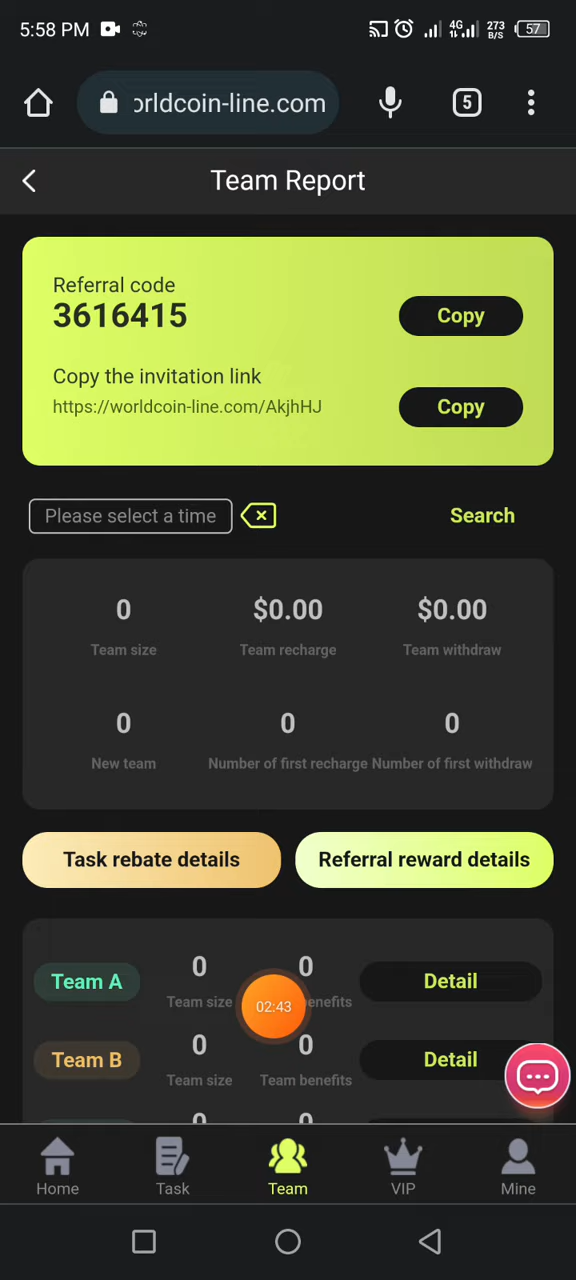 5:58 PM 4G 273 B/S 57
orldcoin-line.com 5
Team Report
Referral code
3616415
Copy
Copy the invitation link
https://worldcoin-line.com/AkjhHJ
Copy
Please select a time Search
0 $0.00 $0.00
Team size Team recharge Team withdraw
0 0 0
New team Number of first recharge Number of first withdraw
Task rebate details Referral reward details
Team A 0 0 Detail
Team size enefits
02:43
Team B 0 0 Detail
Team size Team benefits
Home Task Team VIP Mine